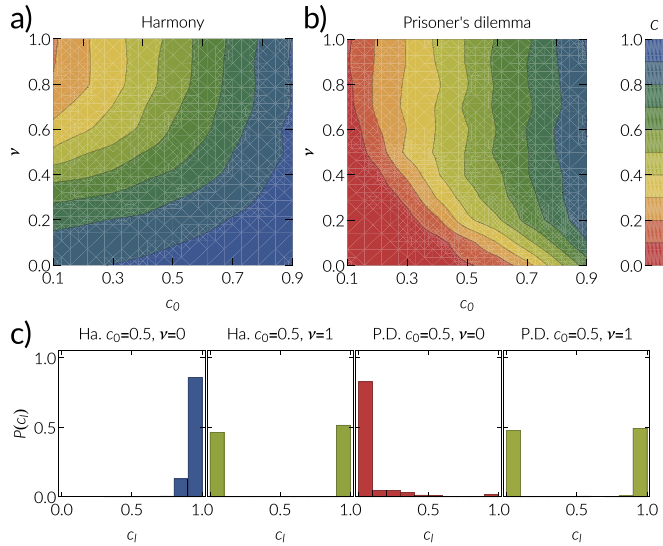 a)
Harmony
1.0
0.8
0.6
0.4
0.2
0.0
ν
0.1
0.3
0.5
0.7
0.9
c0
b)
Prisoner's dilemma
1.0
0.8
0.6
0.4
0.2
0.0
ν
0.1
0.3
0.5
0.7
0.9
c0
C
1.0
0.8
0.6
0.4
0.2
0.0
c)
Ha. c0=0.5, ν=0
Ha. c0=0.5, ν=1
P.D. c0=0.5, ν=0
P.D. c0=0.5, ν=1
P(cI)
1.0
0.5
0.0
0.0
0.5
1.0
0.5
1.0
0.5
1.0
0.5
1.0
cI
cI
cI
cI